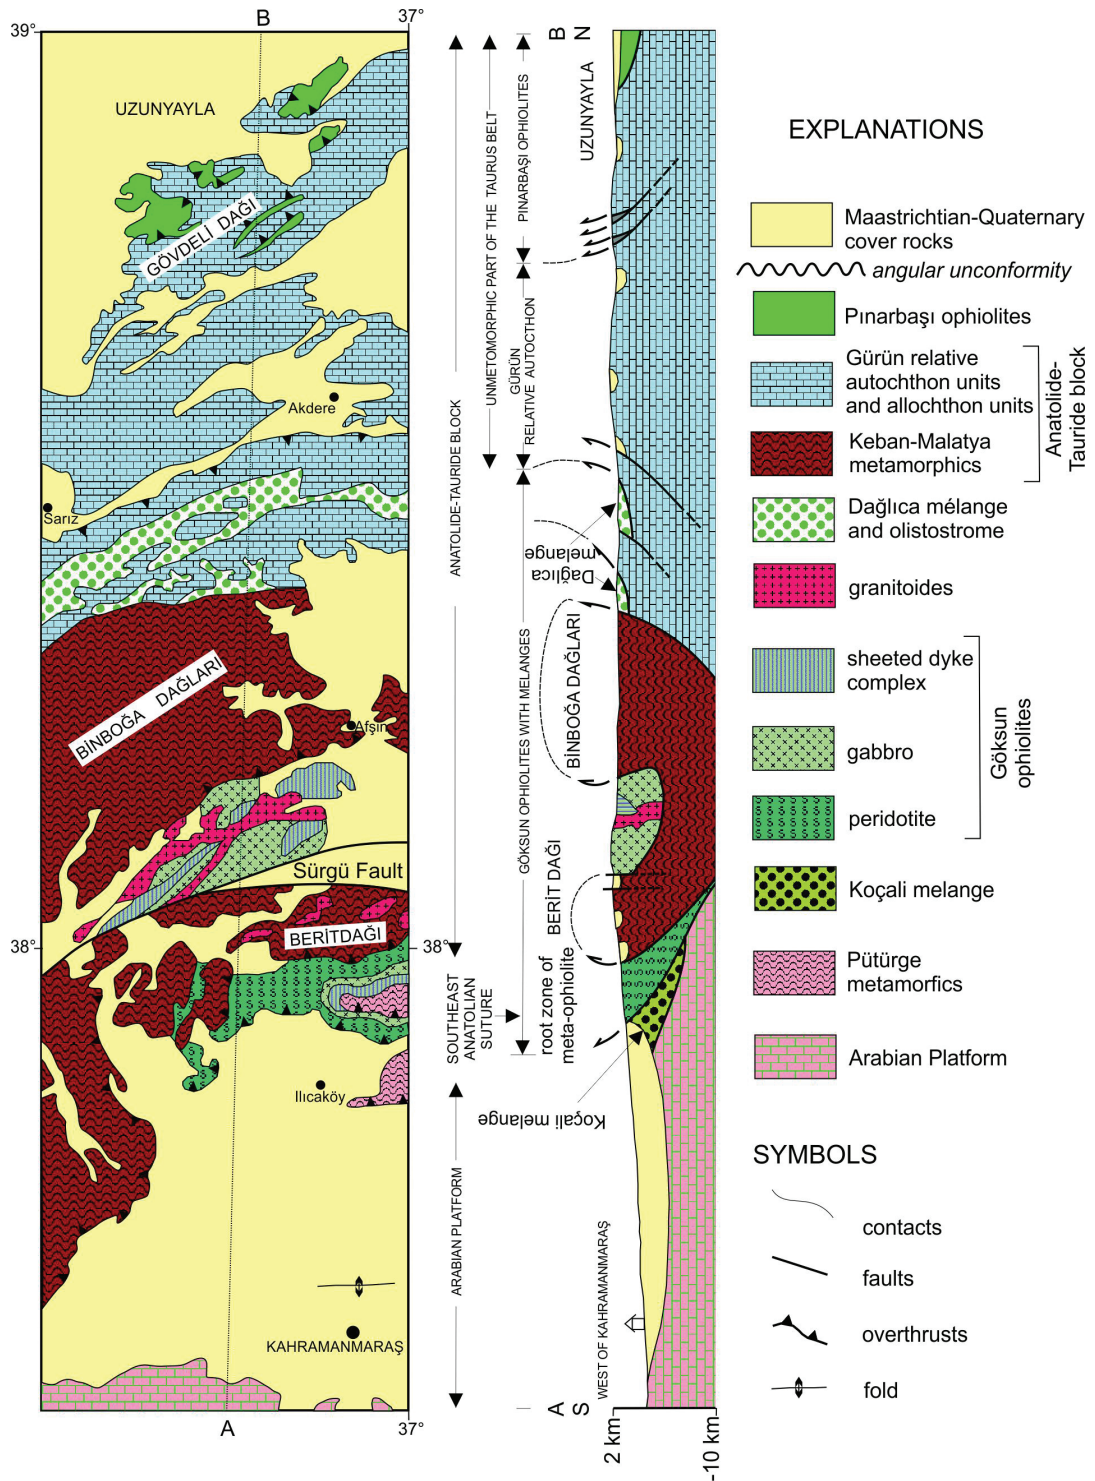 39°
B
37°
UZUNYAYLA
GÖVDELİ DAĞI
Akdere
Sarız
BİNBOĞA DAĞLARI
Afşin
Sürgü Fault
BERİTDAĞI
38°
38°
Ilıcaköy
KAHRAMANMARAŞ
A
37°
ANATOLIDE-TAURIDE BLOCK
SOUTHEAST
ANATOLIAN
SUTURE
ARABIAN PLATFORM
UNMETOMORPHIC PART OF THE TAURUS BELT
PINARBAŞI OPHIOLITES
GÜRÜN
RELATIVE AUTOCTHON
GÖKSUN OPHIOLITES WITH MELANGES
B
N
UZUNYAYLA
Dağlıca
melange
BİNBOĞA DAĞLARI
BERİT DAĞI
root zone of
meta-ophiolite
Koçali melange
WEST OF KAHRAMANMARAŞ
A
S
2 km
-10 km
EXPLANATIONS
Maastrichtian-Quaternary
cover rocks
angular unconformity
Pınarbaşı ophiolites
Gürün relative
autochthon units
and allochthon units
Keban-Malatya
metamorphics
Anatolide-
Tauride block
Dağlıca mélange
and olistostrome
granitoides
sheeted dyke
complex
gabbro
peridotite
Göksun
ophiolites
Koçali melange
Pütürge
metamorfics
Arabian Platform
SYMBOLS
contacts
faults
overthrusts
fold